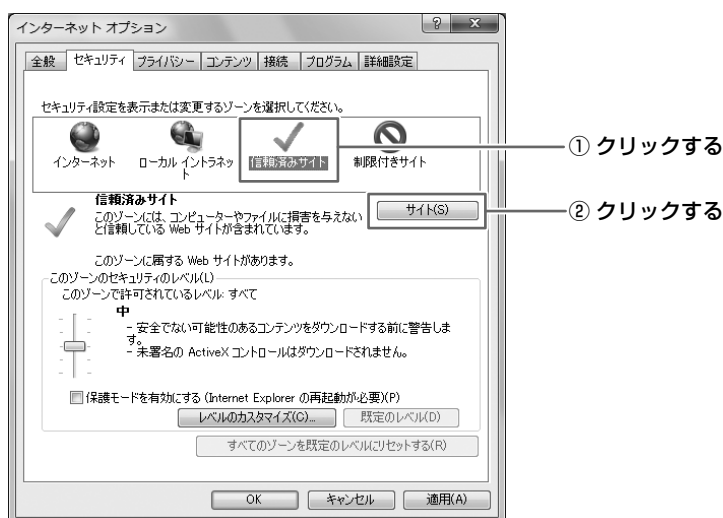 インターネット オプション
全般 セキュリティ プライバシー コンテンツ 接続 プログラム 詳細設定
セキュリティ設定を表示または変更するゾーンを選択してください。
インターネット ローカル イントラネッ
ト 信頼済みサイト 制限付きサイト
① クリックする
信頼済みサイト
このゾーンには、コンピューターやファイルに損害を与えない
と信頼している Web サイトが含まれています。
サイト(S)
② クリックする
このゾーンに属する Web サイトがあります。
このゾーンのセキュリティのレベル(L)
このゾーンで許可されているレベル: すべて
中
- 安全でない可能性のあるコンテンツをダウンロードする前に警告しま
す。
- 未署名の ActiveX コントロールはダウンロードされません。
保護モードを有効にする (Internet Explorer の再起動が必要)(P)
レベルのカスタマイズ(C)... 既定のレベル(D)
すべてのゾーンを既定のレベルにリセットする(R)
OK キャンセル 適用(A)